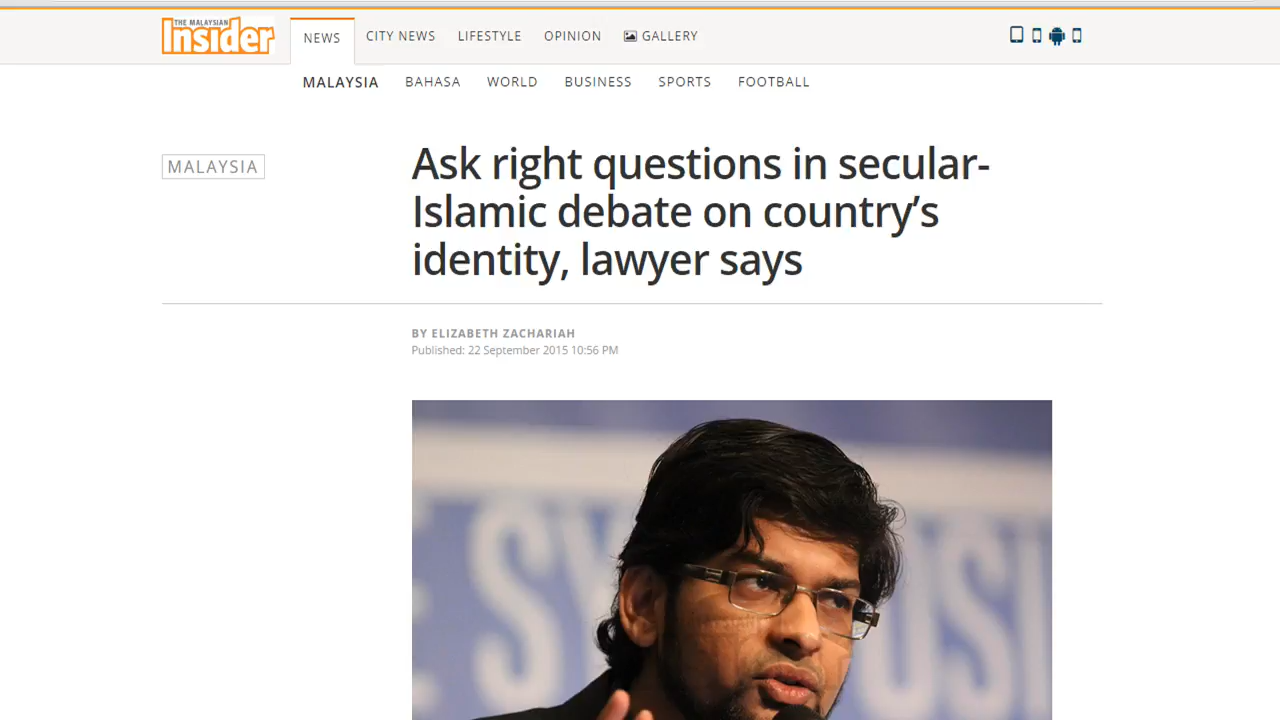 THE MALAYSIAN
Insider
NEWS
CITY NEWS
LIFESTYLE
OPINION
GALLERY
MALAYSIA
BAHASA
WORLD
BUSINESS
SPORTS
FOOTBALL
MALAYSIA
Ask right questions in secular-
Islamic debate on country’s
identity, lawyer says
BY ELIZABETH ZACHARIAH
Published: 22 September 2015 10:56 PM